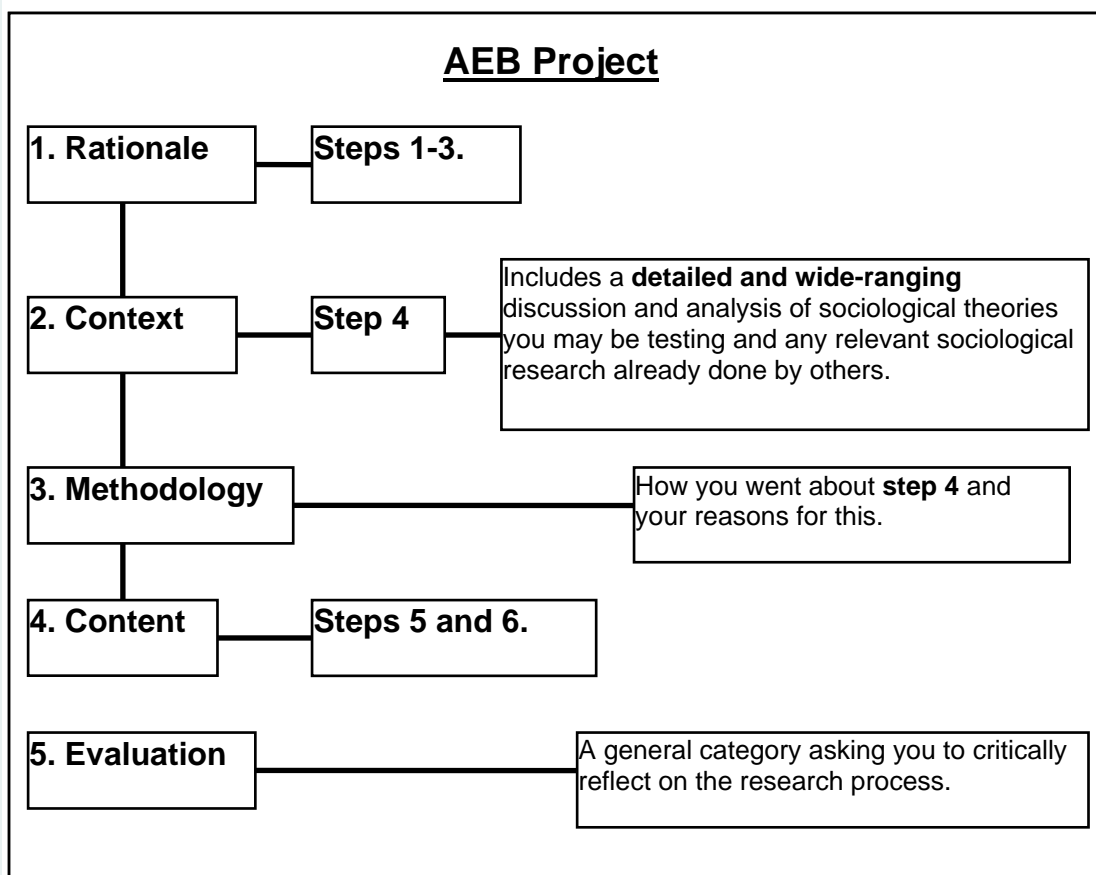 AEB Project
1. Rationale
Steps 1-3.
2. Context
Step 4
Includes a detailed and wide-ranging
discussion and analysis of sociological theories
you may be testing and any relevant sociological
research already done by others.
3. Methodology
How you went about step 4 and
your reasons for this.
4. Content
Steps 5 and 6.
5. Evaluation
A general category asking you to critically
reflect on the research process.